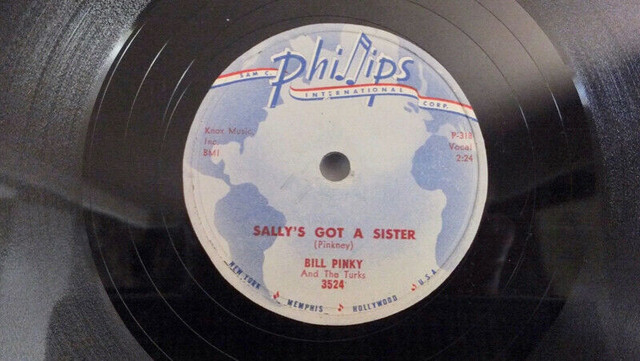 SAM C. Phillips
INTERNATIONAL CORP.
Knox Music,
Inc.
BMI
P-318
Vocal
2:24
SALLY'S GOT A SISTER
(Pinkney)
BILL PINKY
And The Turks
3524
NEW YORK MEMPHIS HOLLYWOOD U.S.A.